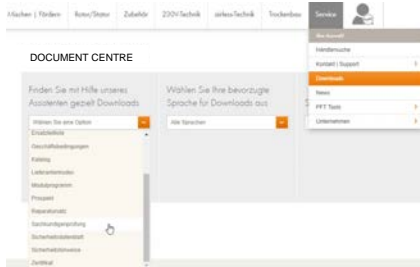 Mischen | Fördern Rotor/Stator Zubehör 230V-Technik airless-Technik Trockenbau Service
Händlersuche
Kontakt | Support
Downloads
News
PFT Tools
Unternehmen
DOCUMENT CENTRE
Finden Sie mit Hilfe unseres
Assistenten gezielt Downloads
Wählen Sie eine Option
Ersatzteilliste
Geschäftsbedingungen
Katalog
Lieferantenkodex
Modulprogramm
Prospekt
Reparatursatz
Sachkundigenprüfung
Sicherheitsdatenblatt
Sicherheitshinweise
Zertifikat
Wählen Sie Ihre bevorzugte
Sprache für Downloads aus
Alle Sprachen